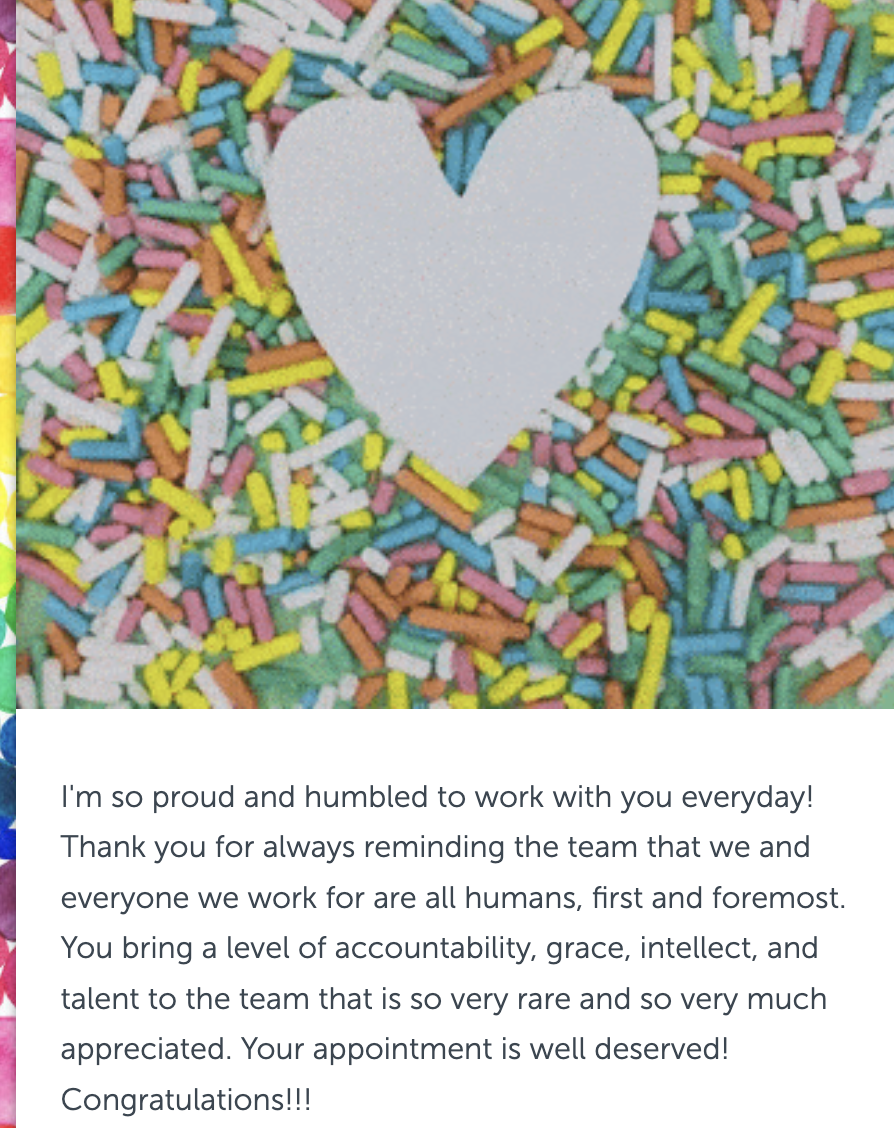 I'm so proud and humbled to work with you everyday!
Thank you for always reminding the team that we and
everyone we work for are all humans, first and foremost.
You bring a level of accountability, grace, intellect, and
talent to the team that is so very rare and so very much
appreciated. Your appointment is well deserved!
Congratulations!!!